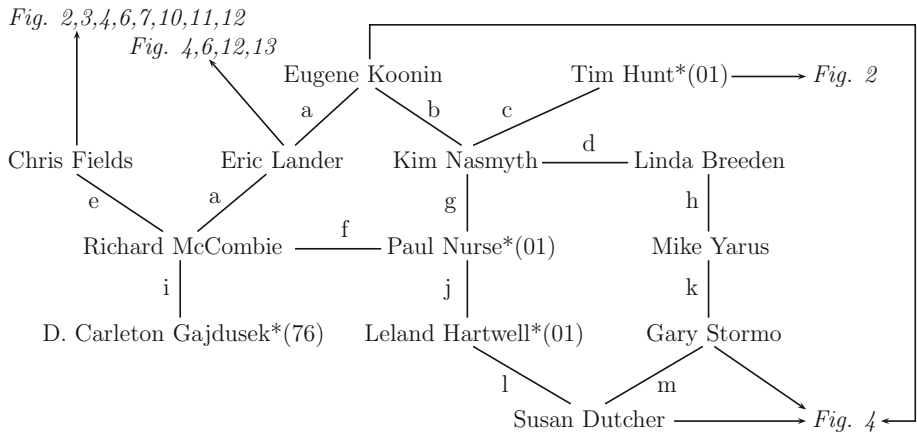 Fig. 2,3,4,6,7,10,11,12
Fig. 4,6,12,13
Eugene Koonin
Tim Hunt*(01)
Fig. 2
a
b
c
Chris Fields
Eric Lander
Kim Nasmyth
d
Linda Breeden
e
a
g
h
Richard McCombie
f
Paul Nurse*(01)
Mike Yarus
i
j
k
D. Carleton Gajdusek*(76)
Leland Hartwell*(01)
Gary Stormo
l
m
Susan Dutcher
Fig. 4